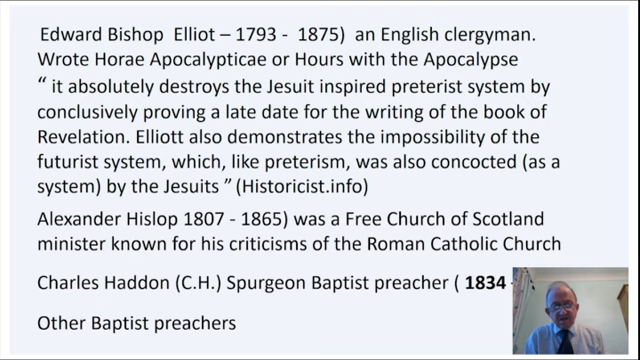 Edward Bishop Elliot – 1793 - 1875) an English clergyman.
Wrote Horae Apocalypticae or Hours with the Apocalypse
“ it absolutely destroys the Jesuit inspired preterist system by
conclusively proving a late date for the writing of the book of
Revelation. Elliott also demonstrates the impossibility of the
futurist system, which, like preterism, was also concocted (as a
system) by the Jesuits ” (Historicist.info)
Alexander Hislop 1807 - 1865) was a Free Church of Scotland
minister known for his criticisms of the Roman Catholic Church
Charles Haddon (C.H.) Spurgeon Baptist preacher ( 1834 -
Other Baptist preachers